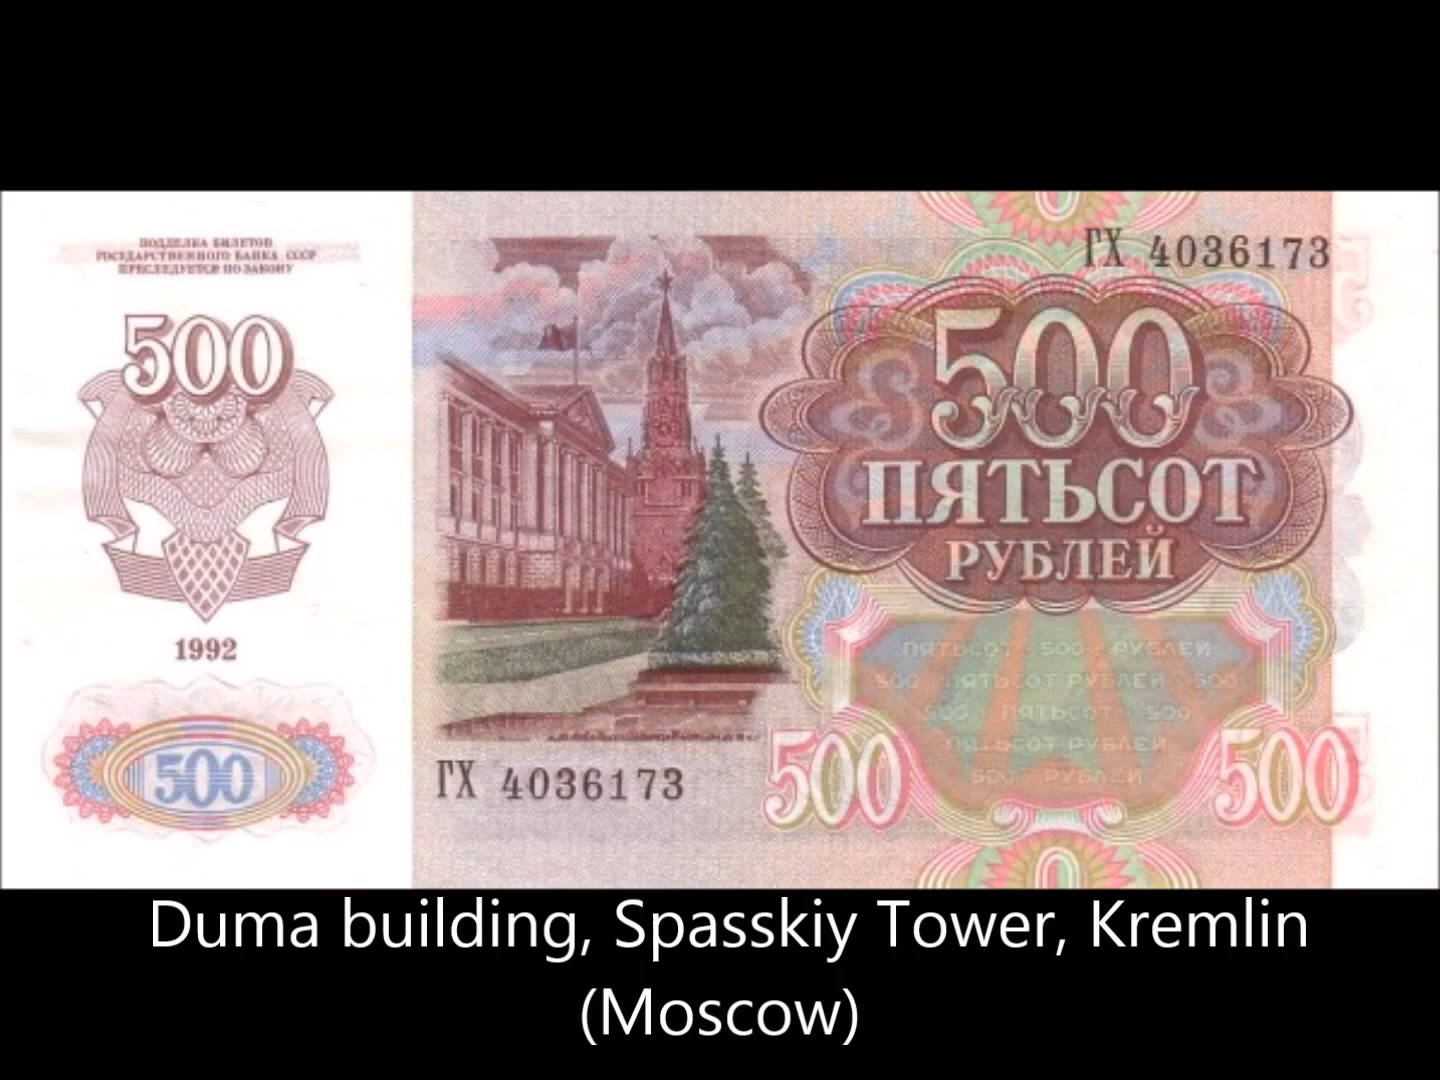 ПОДДЕЛКА БИЛЕТОВ
ГОСУДАРСТВЕННОГО БАНКА СССР
ПРЕСЛЕДУЕТСЯ ПО ЗАКОНУ
500
1992
500
ГХ 4036173
500
ПЯТЬСОТ
РУБЛЕЙ
ПЯТЬСОТ · 500 · РУБЛЕЙ
500 ПЯТЬСОТ РУБЛЕЙ 500
500 ПЯТЬСОТ 500
ПЯТЬСОТ РУБЛЕЙ
500 РУБЛЕЙ
ГХ 4036173
500
500
Duma building, Spasskiy Tower, Kremlin
(Moscow)